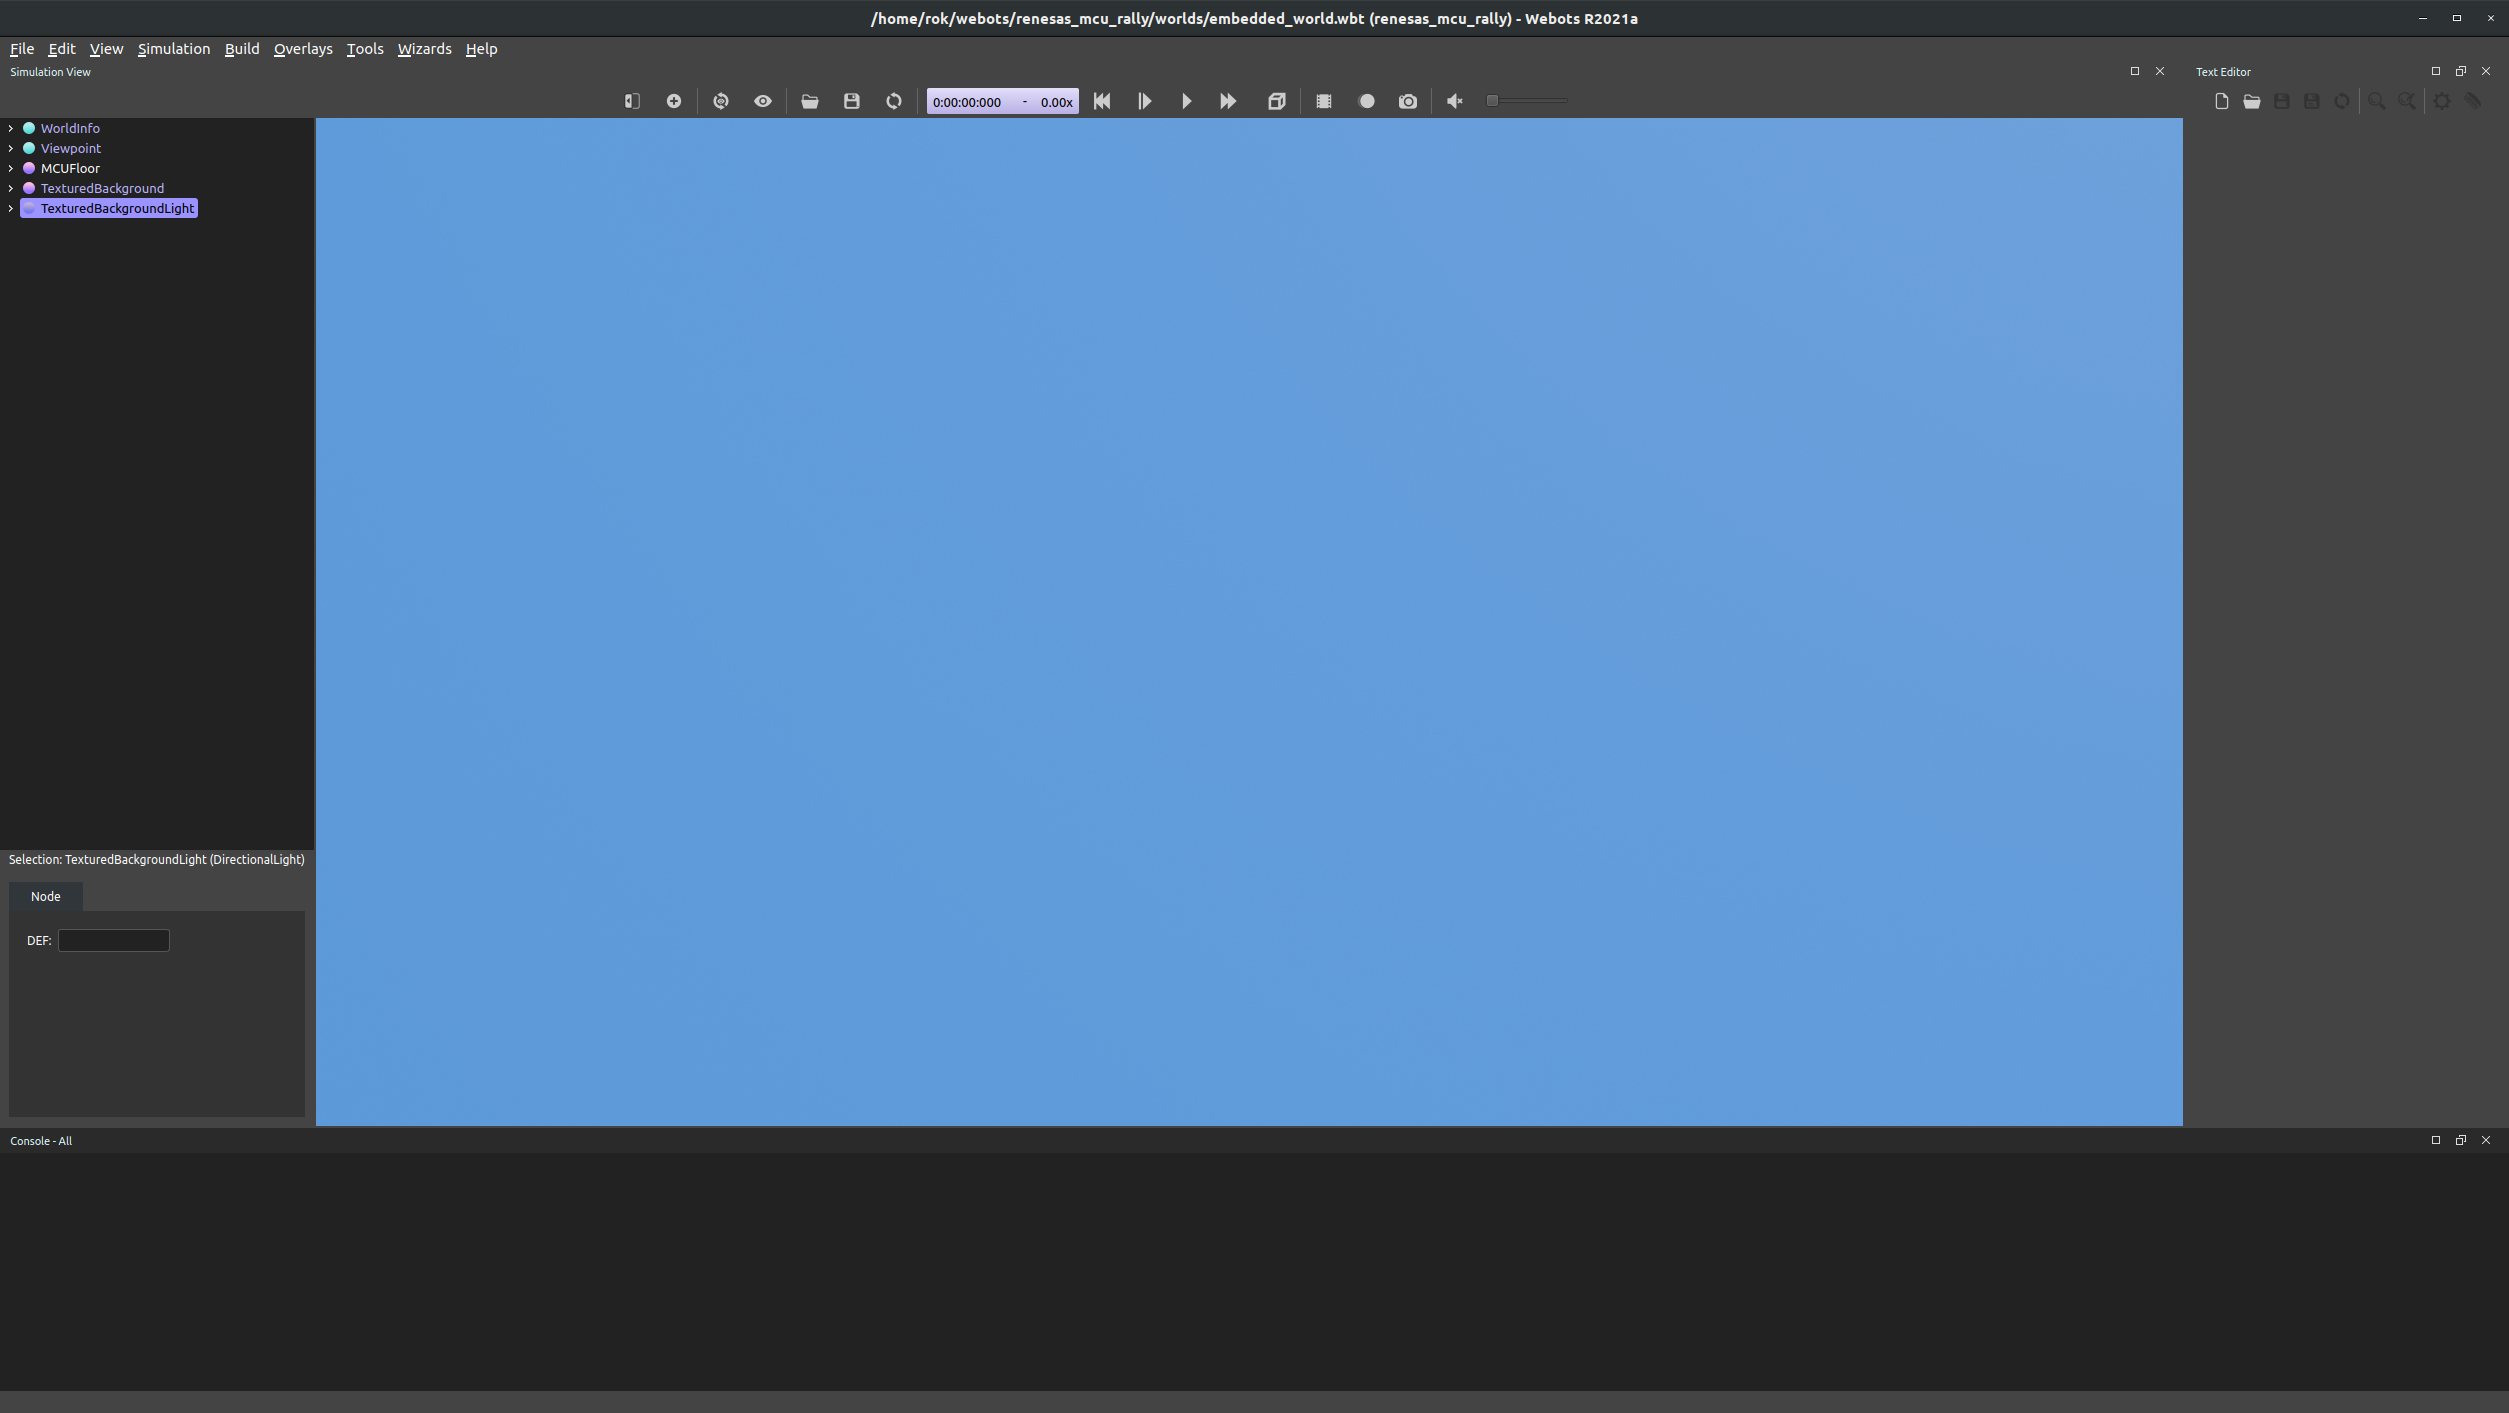 /home/rok/webots/renesas_mcu_rally/worlds/embedded_world.wbt (renesas_mcu_rally) - Webots R2021a
File Edit View Simulation Build Overlays Tools Wizards Help
Simulation View
Text Editor
0:00:00:000 - 0.00x
WorldInfo
Viewpoint
MCUFloor
TexturedBackground
TexturedBackgroundLight
Selection: TexturedBackgroundLight (DirectionalLight)
Node
DEF:
Console - All